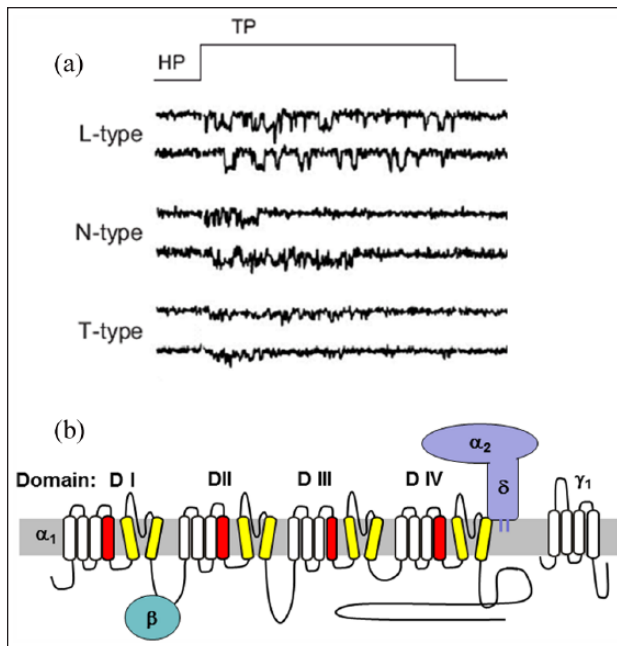 (a)
TP
HP
L-type
N-type
T-type
(b)
α₂
Domain: D I DII D III D IV
δ
γ₁
α₁
β